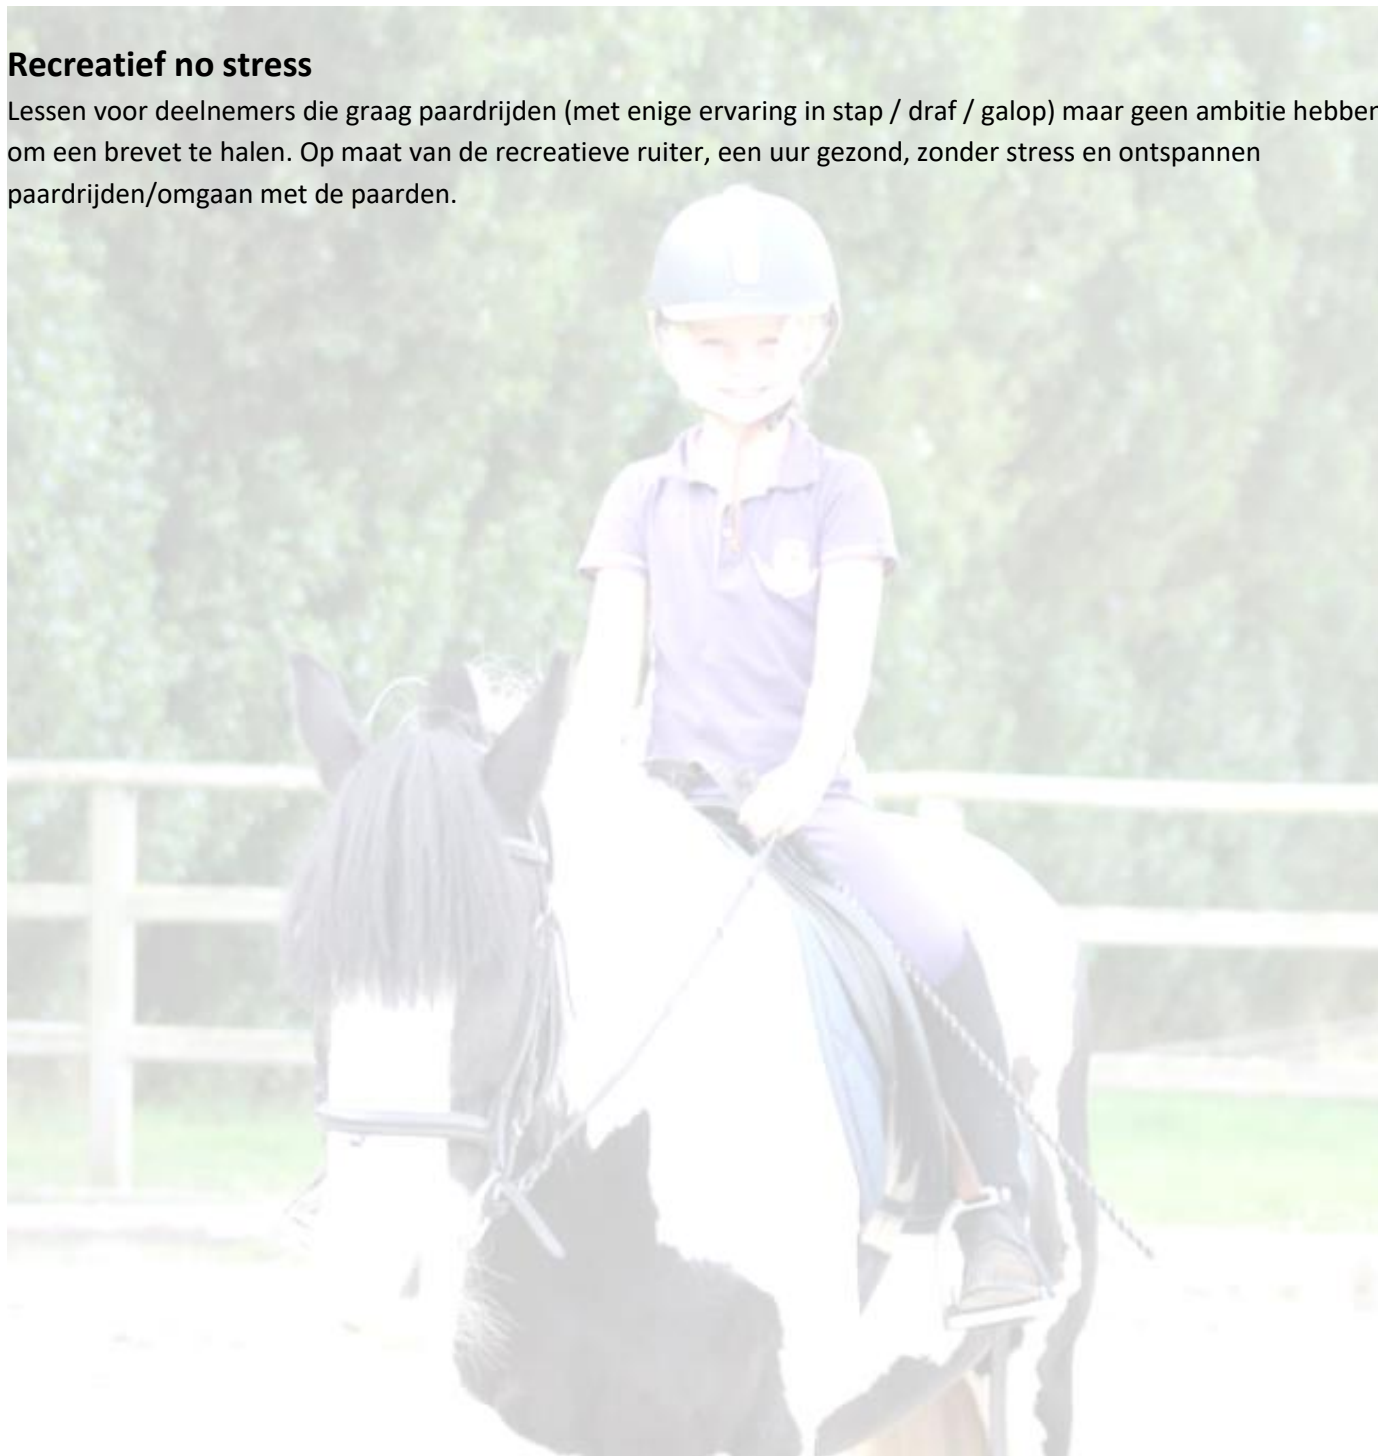 Recreatief no stress
Lessen voor deelnemers die graag paardrijden (met enige ervaring in stap / draf / galop) maar geen ambitie hebben
om een brevet te halen. Op maat van de recreatieve ruiter, een uur gezond, zonder stress en ontspannen
paardrijden/omgaan met de paarden.